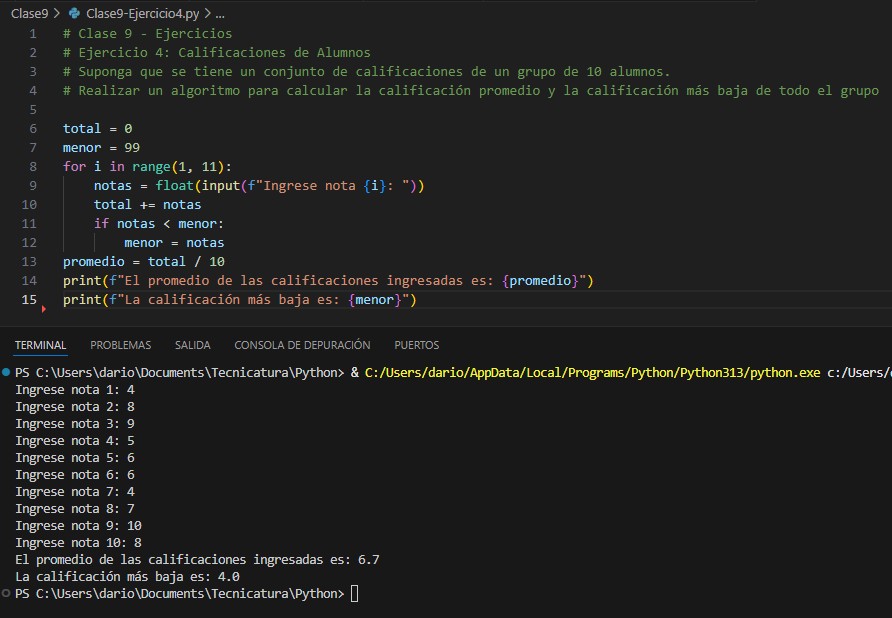 Clase9 > Clase9-Ejercicio4.py > ...
1 # Clase 9 - Ejercicios
2 # Ejercicio 4: Calificaciones de Alumnos
3 # Suponga que se tiene un conjunto de calificaciones de un grupo de 10 alumnos.
4 # Realizar un algoritmo para calcular la calificación promedio y la calificación más baja de todo el grupo
5
6 total = 0
7 menor = 99
8 for i in range(1, 11):
9     notas = float(input(f"Ingrese nota {i}: "))
10     total += notas
11     if notas < menor:
12         menor = notas
13 promedio = total / 10
14 print(f"El promedio de las calificaciones ingresadas es: {promedio}")
15 print(f"La calificación más baja es: {menor}")
TERMINAL PROBLEMAS SALIDA CONSOLA DE DEPURACIÓN PUERTOS
PS C:\Users\dario\Documents\Tecnicatura\Python> & C:/Users/dario/AppData/Local/Programs/Python/Python313/python.exe c:/Users/
Ingrese nota 1: 4
Ingrese nota 2: 8
Ingrese nota 3: 9
Ingrese nota 4: 5
Ingrese nota 5: 6
Ingrese nota 6: 6
Ingrese nota 7: 4
Ingrese nota 8: 7
Ingrese nota 9: 10
Ingrese nota 10: 8
El promedio de las calificaciones ingresadas es: 6.7
La calificación más baja es: 4.0
PS C:\Users\dario\Documents\Tecnicatura\Python>